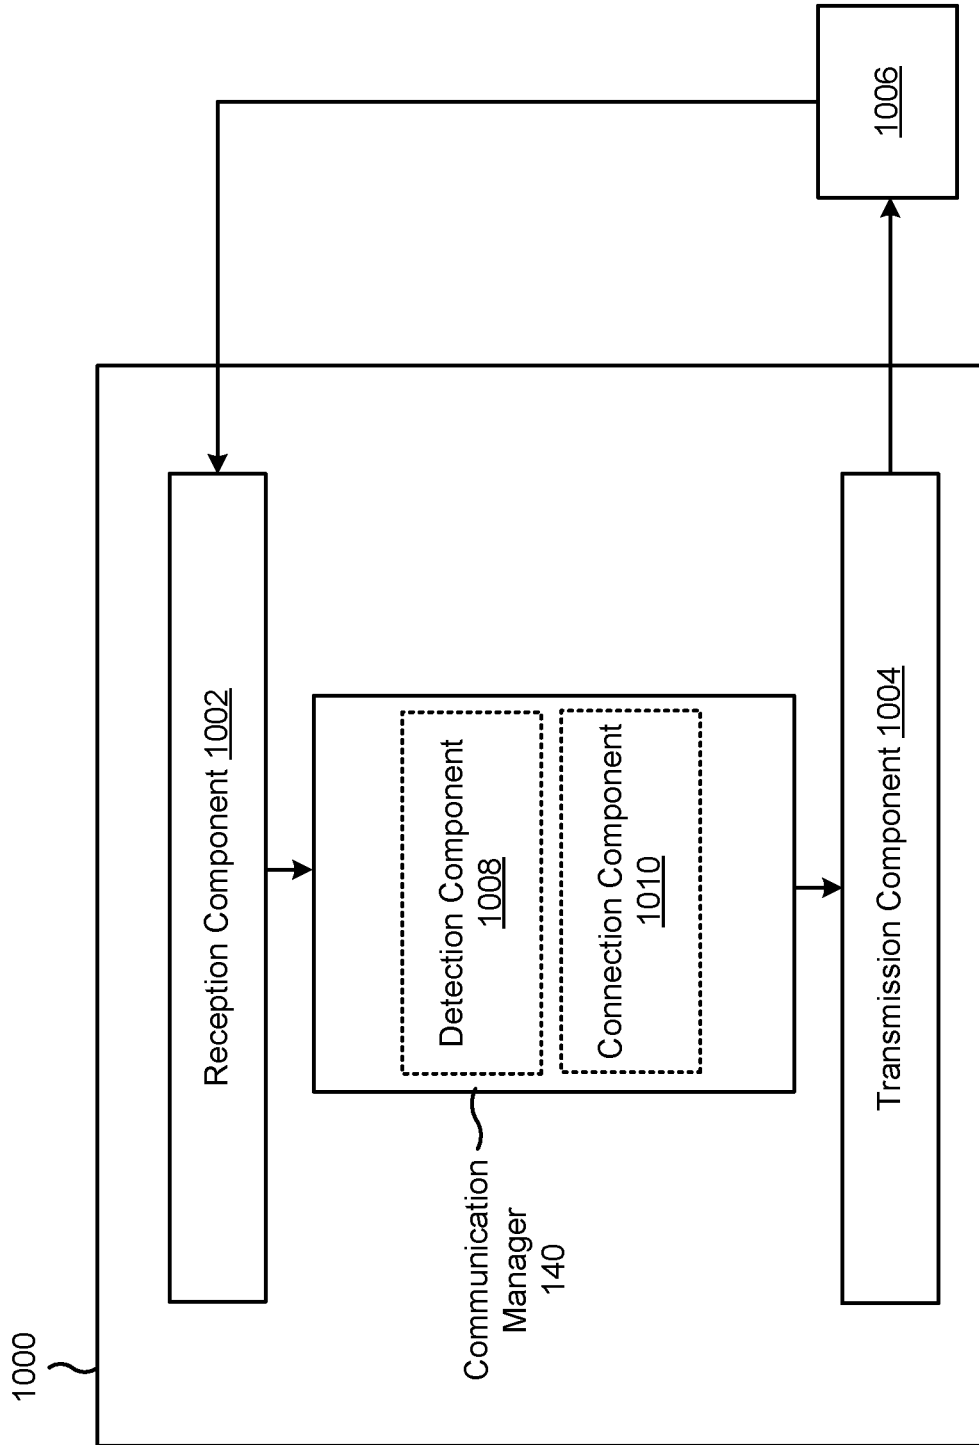 1000
Reception Component 1002
Communication
Manager
140
Detection Component
1008
Connection Component
1010
Transmission Component 1004
1006